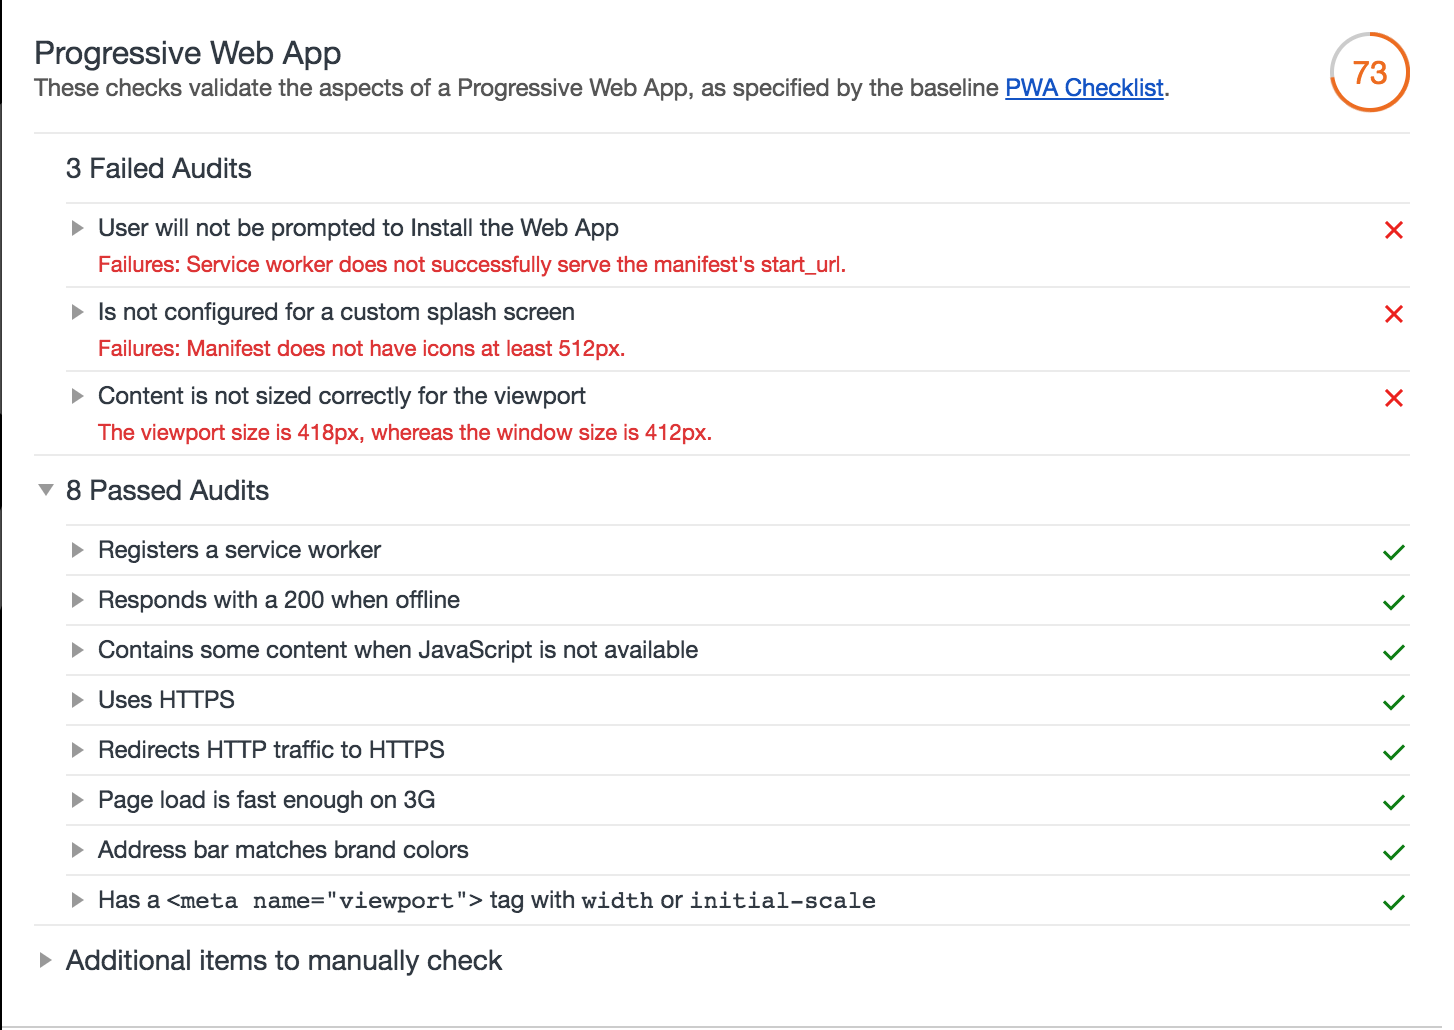 Progressive Web App
73
These checks validate the aspects of a Progressive Web App, as specified by the baseline PWA Checklist.
3 Failed Audits
User will not be prompted to Install the Web App
Failures: Service worker does not successfully serve the manifest's start_url.
Is not configured for a custom splash screen
Failures: Manifest does not have icons at least 512px.
Content is not sized correctly for the viewport
The viewport size is 418px, whereas the window size is 412px.
8 Passed Audits
Registers a service worker
Responds with a 200 when offline
Contains some content when JavaScript is not available
Uses HTTPS
Redirects HTTP traffic to HTTPS
Page load is fast enough on 3G
Address bar matches brand colors
Has a <meta name="viewport"> tag with width or initial-scale
Additional items to manually check